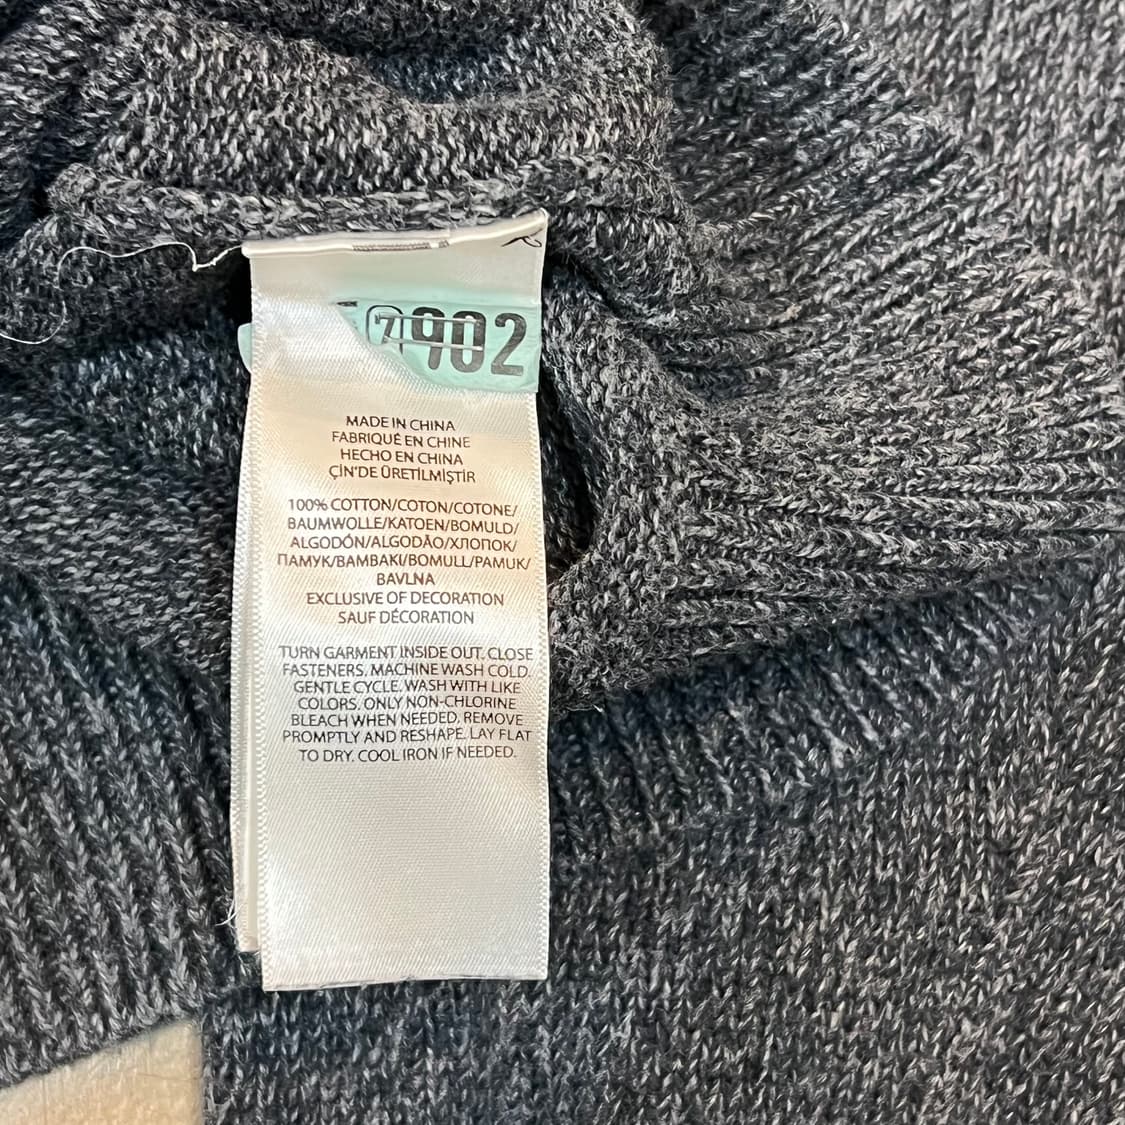 7902
MADE IN CHINA
FABRIQUÉ EN CHINE
HECHO EN CHINA
ÇİN'DE ÜRETİLMİŞTİR
100% COTTON/COTON/COTONE/
BAUMWOLLE/KATOEN/BOMULD/
ALGODÓN/ALGODÃO/ХЛОПОК/
ПАМУК/BAMBAKI/BOMULL/PAMUK/
BAVLNA
EXCLUSIVE OF DECORATION
SAUF DÉCORATION
TURN GARMENT INSIDE OUT. CLOSE
FASTENERS. MACHINE WASH COLD.
GENTLE CYCLE. WASH WITH LIKE
COLORS. ONLY NON-CHLORINE
BLEACH WHEN NEEDED. REMOVE
PROMPTLY AND RESHAPE. LAY FLAT
TO DRY. COOL IRON IF NEEDED.